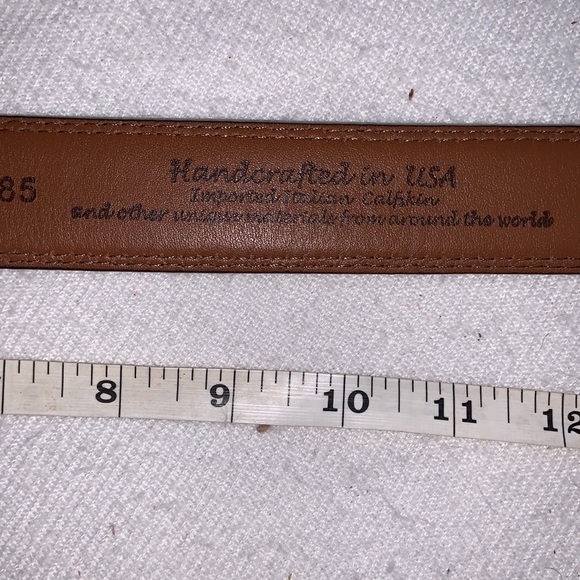 85
Handcrafted in USA
Imported Italian Calfskin
and other unique materials from around the world
8 9 10 11 12